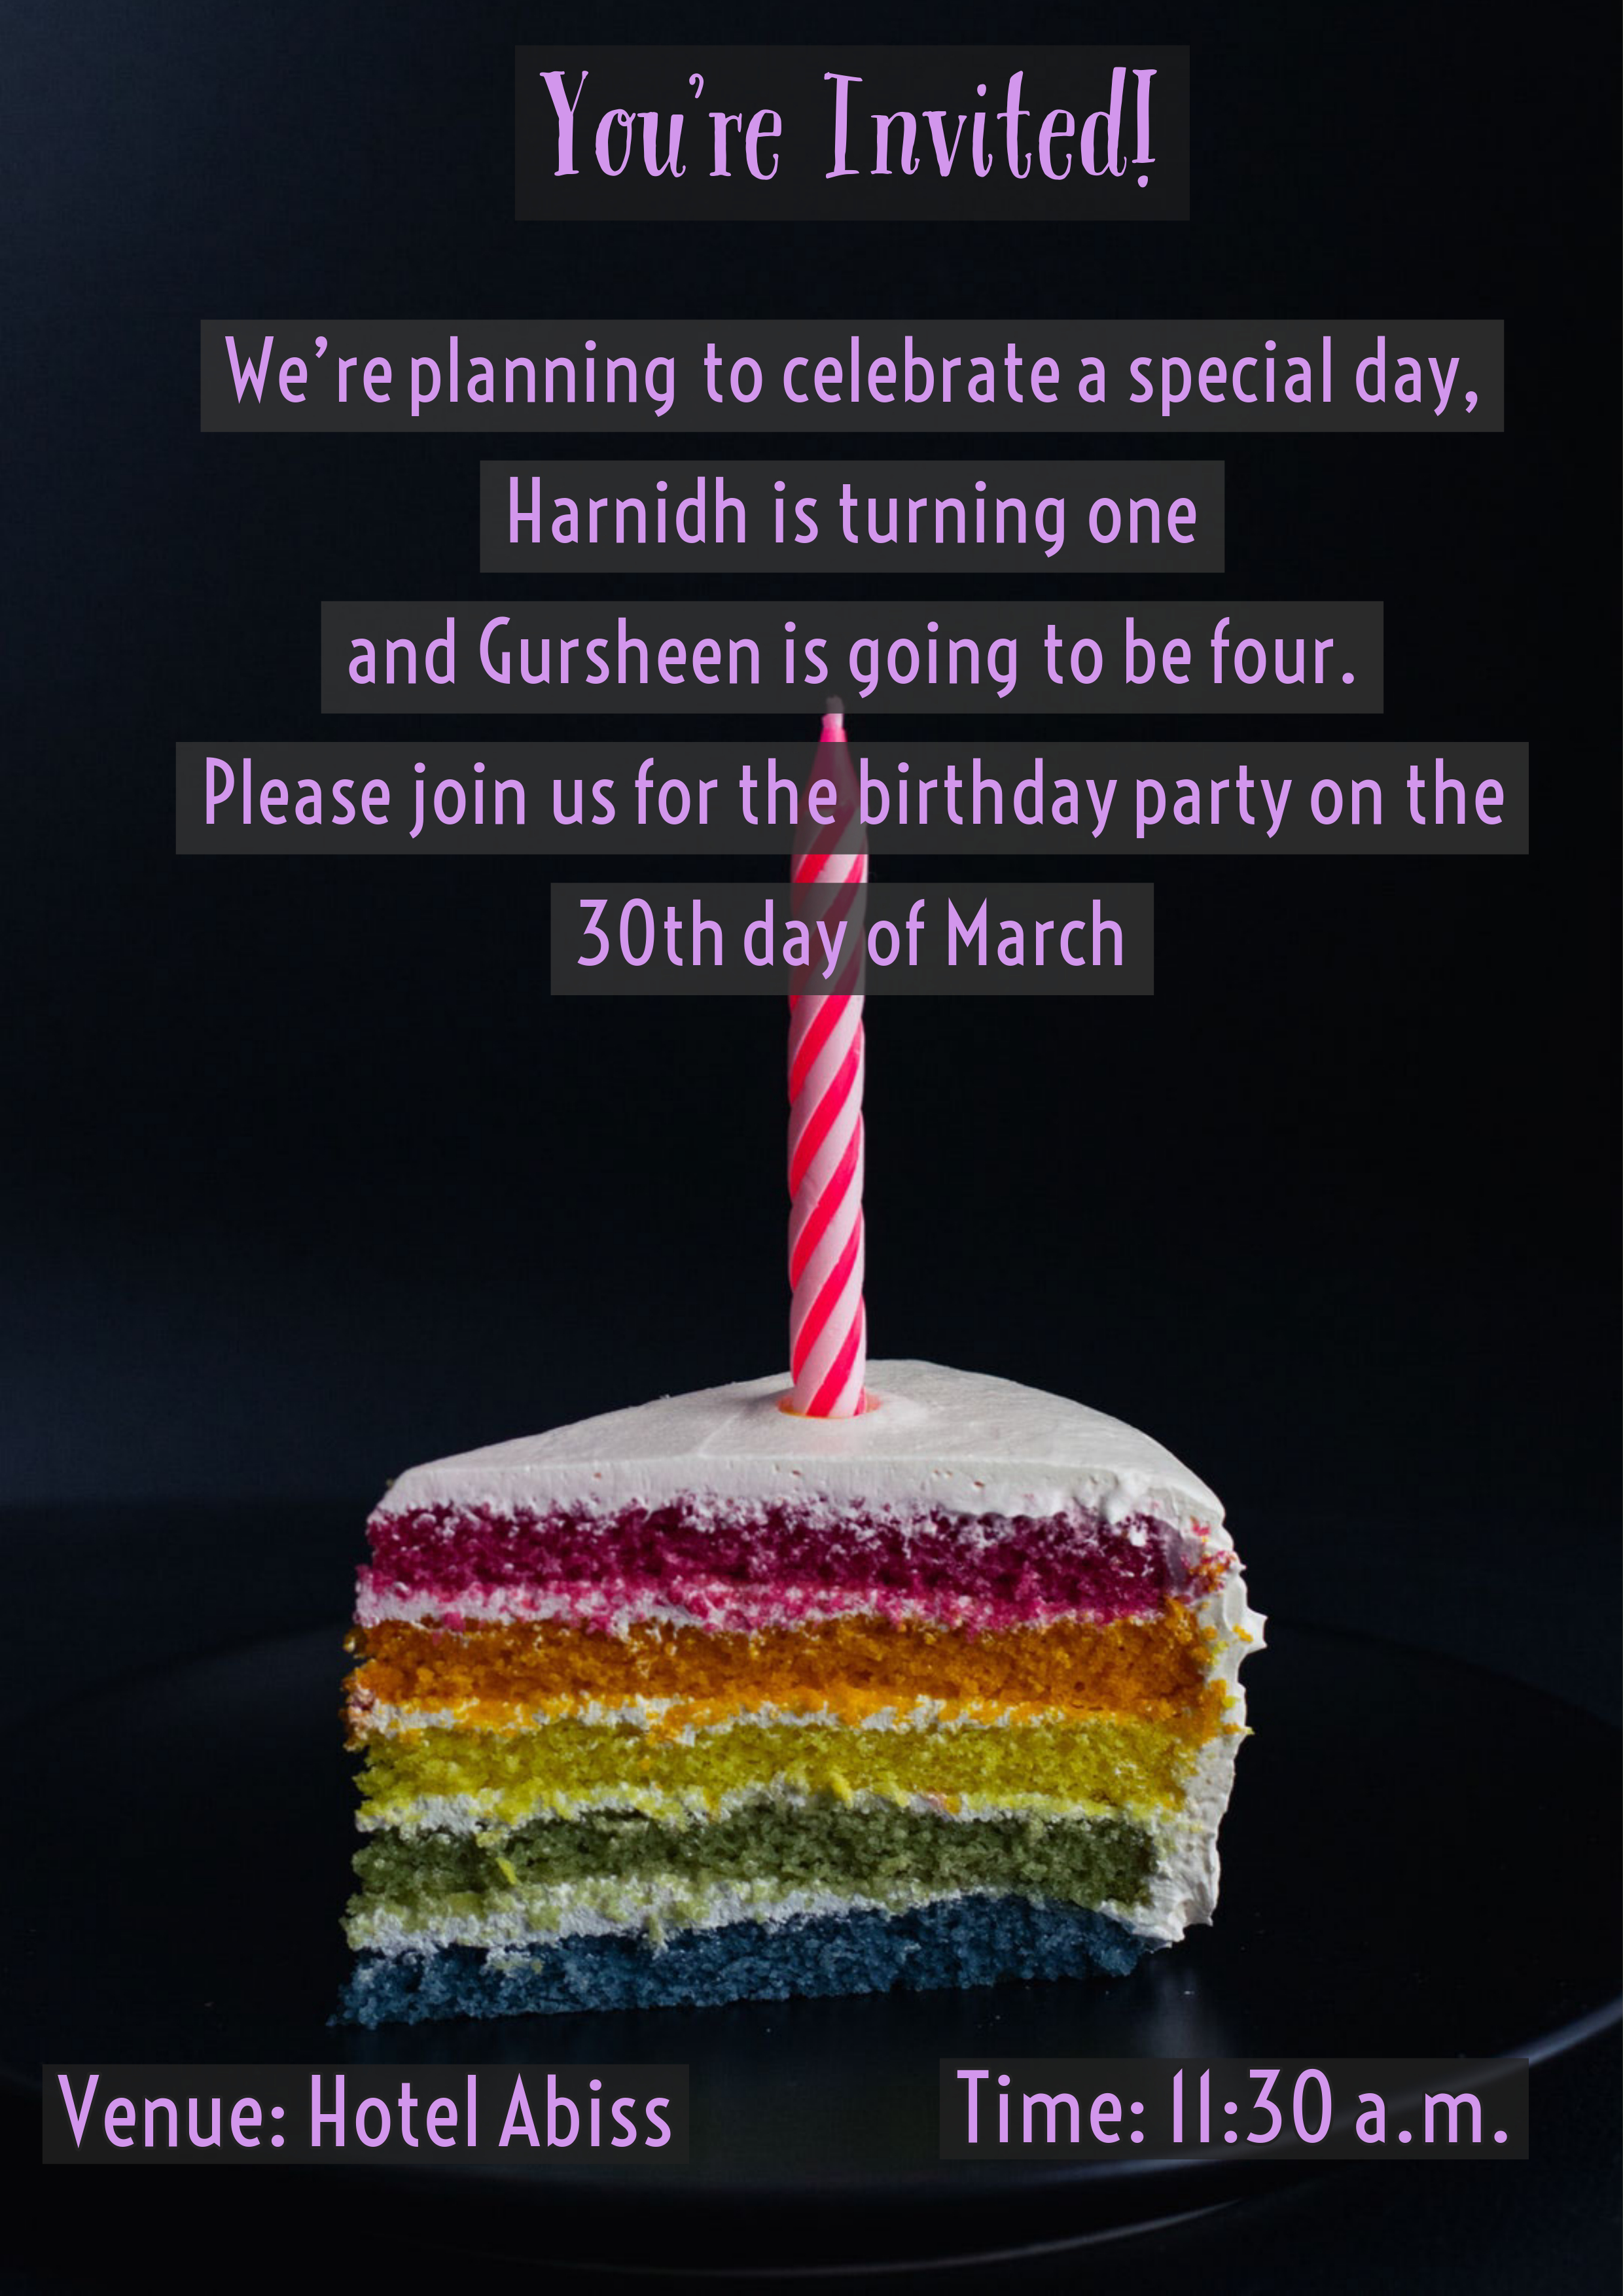 You're Invited!
We're planning to celebrate a special day,
Harnidh is turning one
and Gursheen is going to be four.
Please join us for the birthday party on the
30th day of March
Venue: Hotel Abiss
Time: 11:30 a.m.